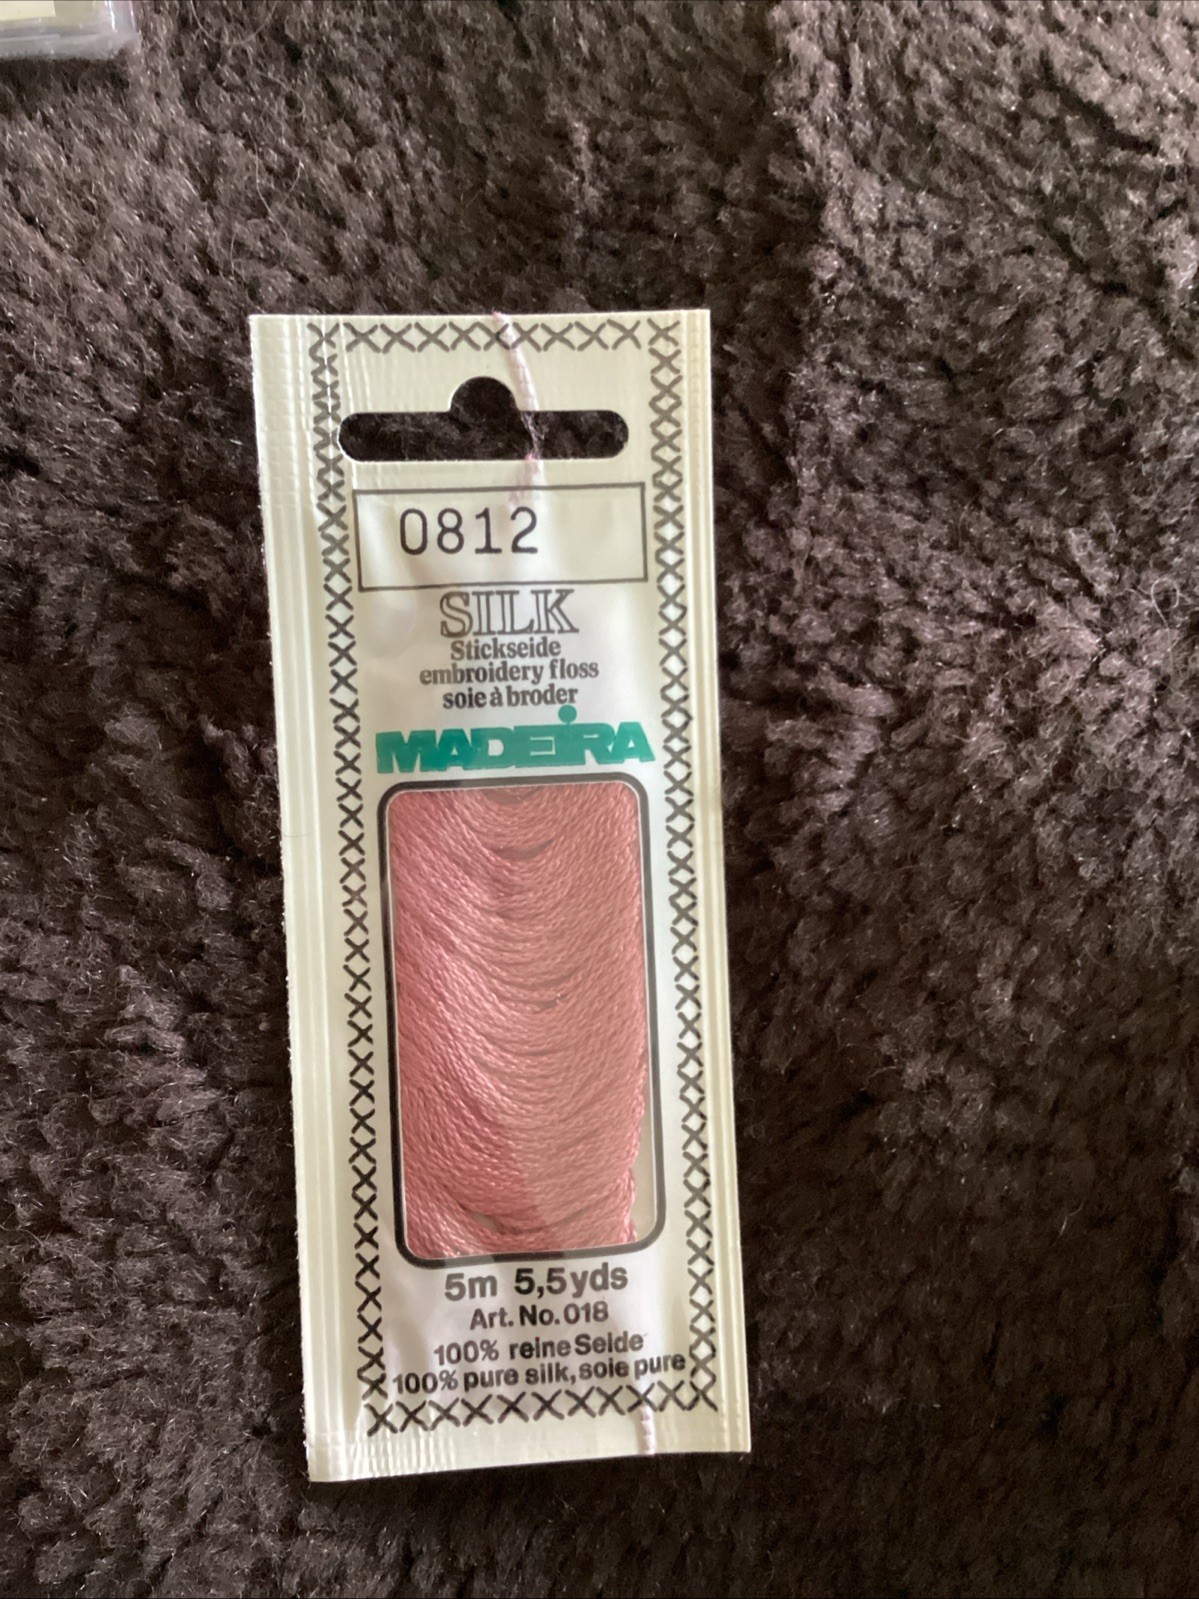 0812
SILK
Stickseide
embroidery floss
soie à broder
MADEIRA
5m 5,5yds
Art. No. 018
100% reine Seide
100% pure silk, soie pure